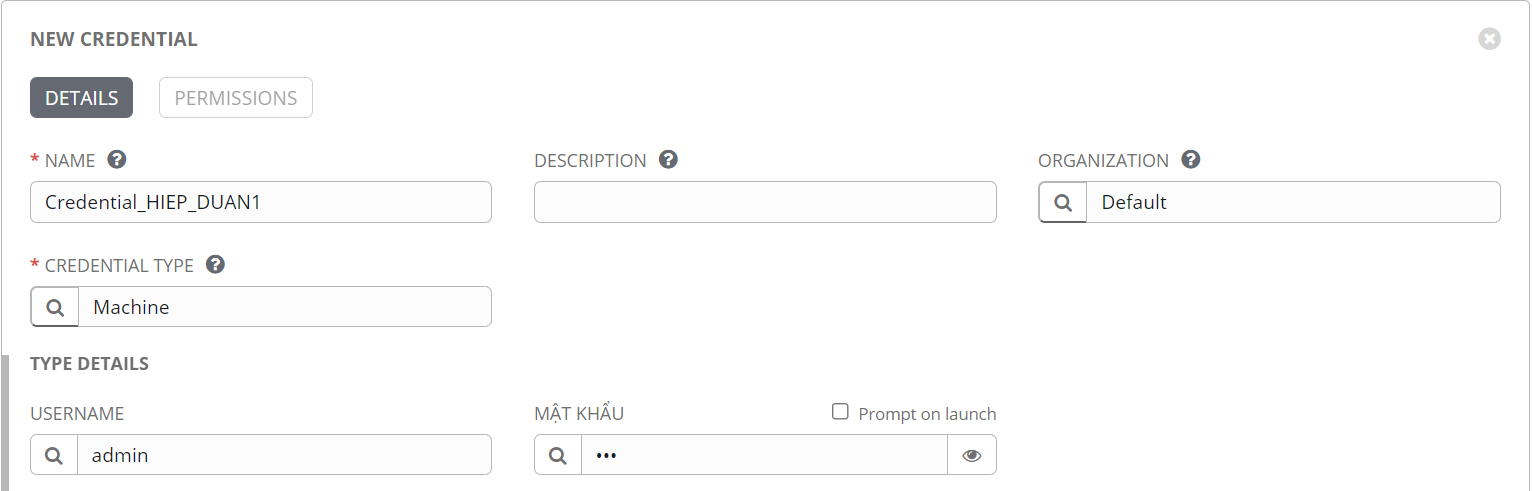 NEW CREDENTIAL
DETAILS PERMISSIONS
* NAME ? DESCRIPTION ? ORGANIZATION ?
Credential_HIEP_DUAN1 Default
* CREDENTIAL TYPE ?
Machine
TYPE DETAILS
USERNAME MẬT KHẨU Prompt on launch
admin •••